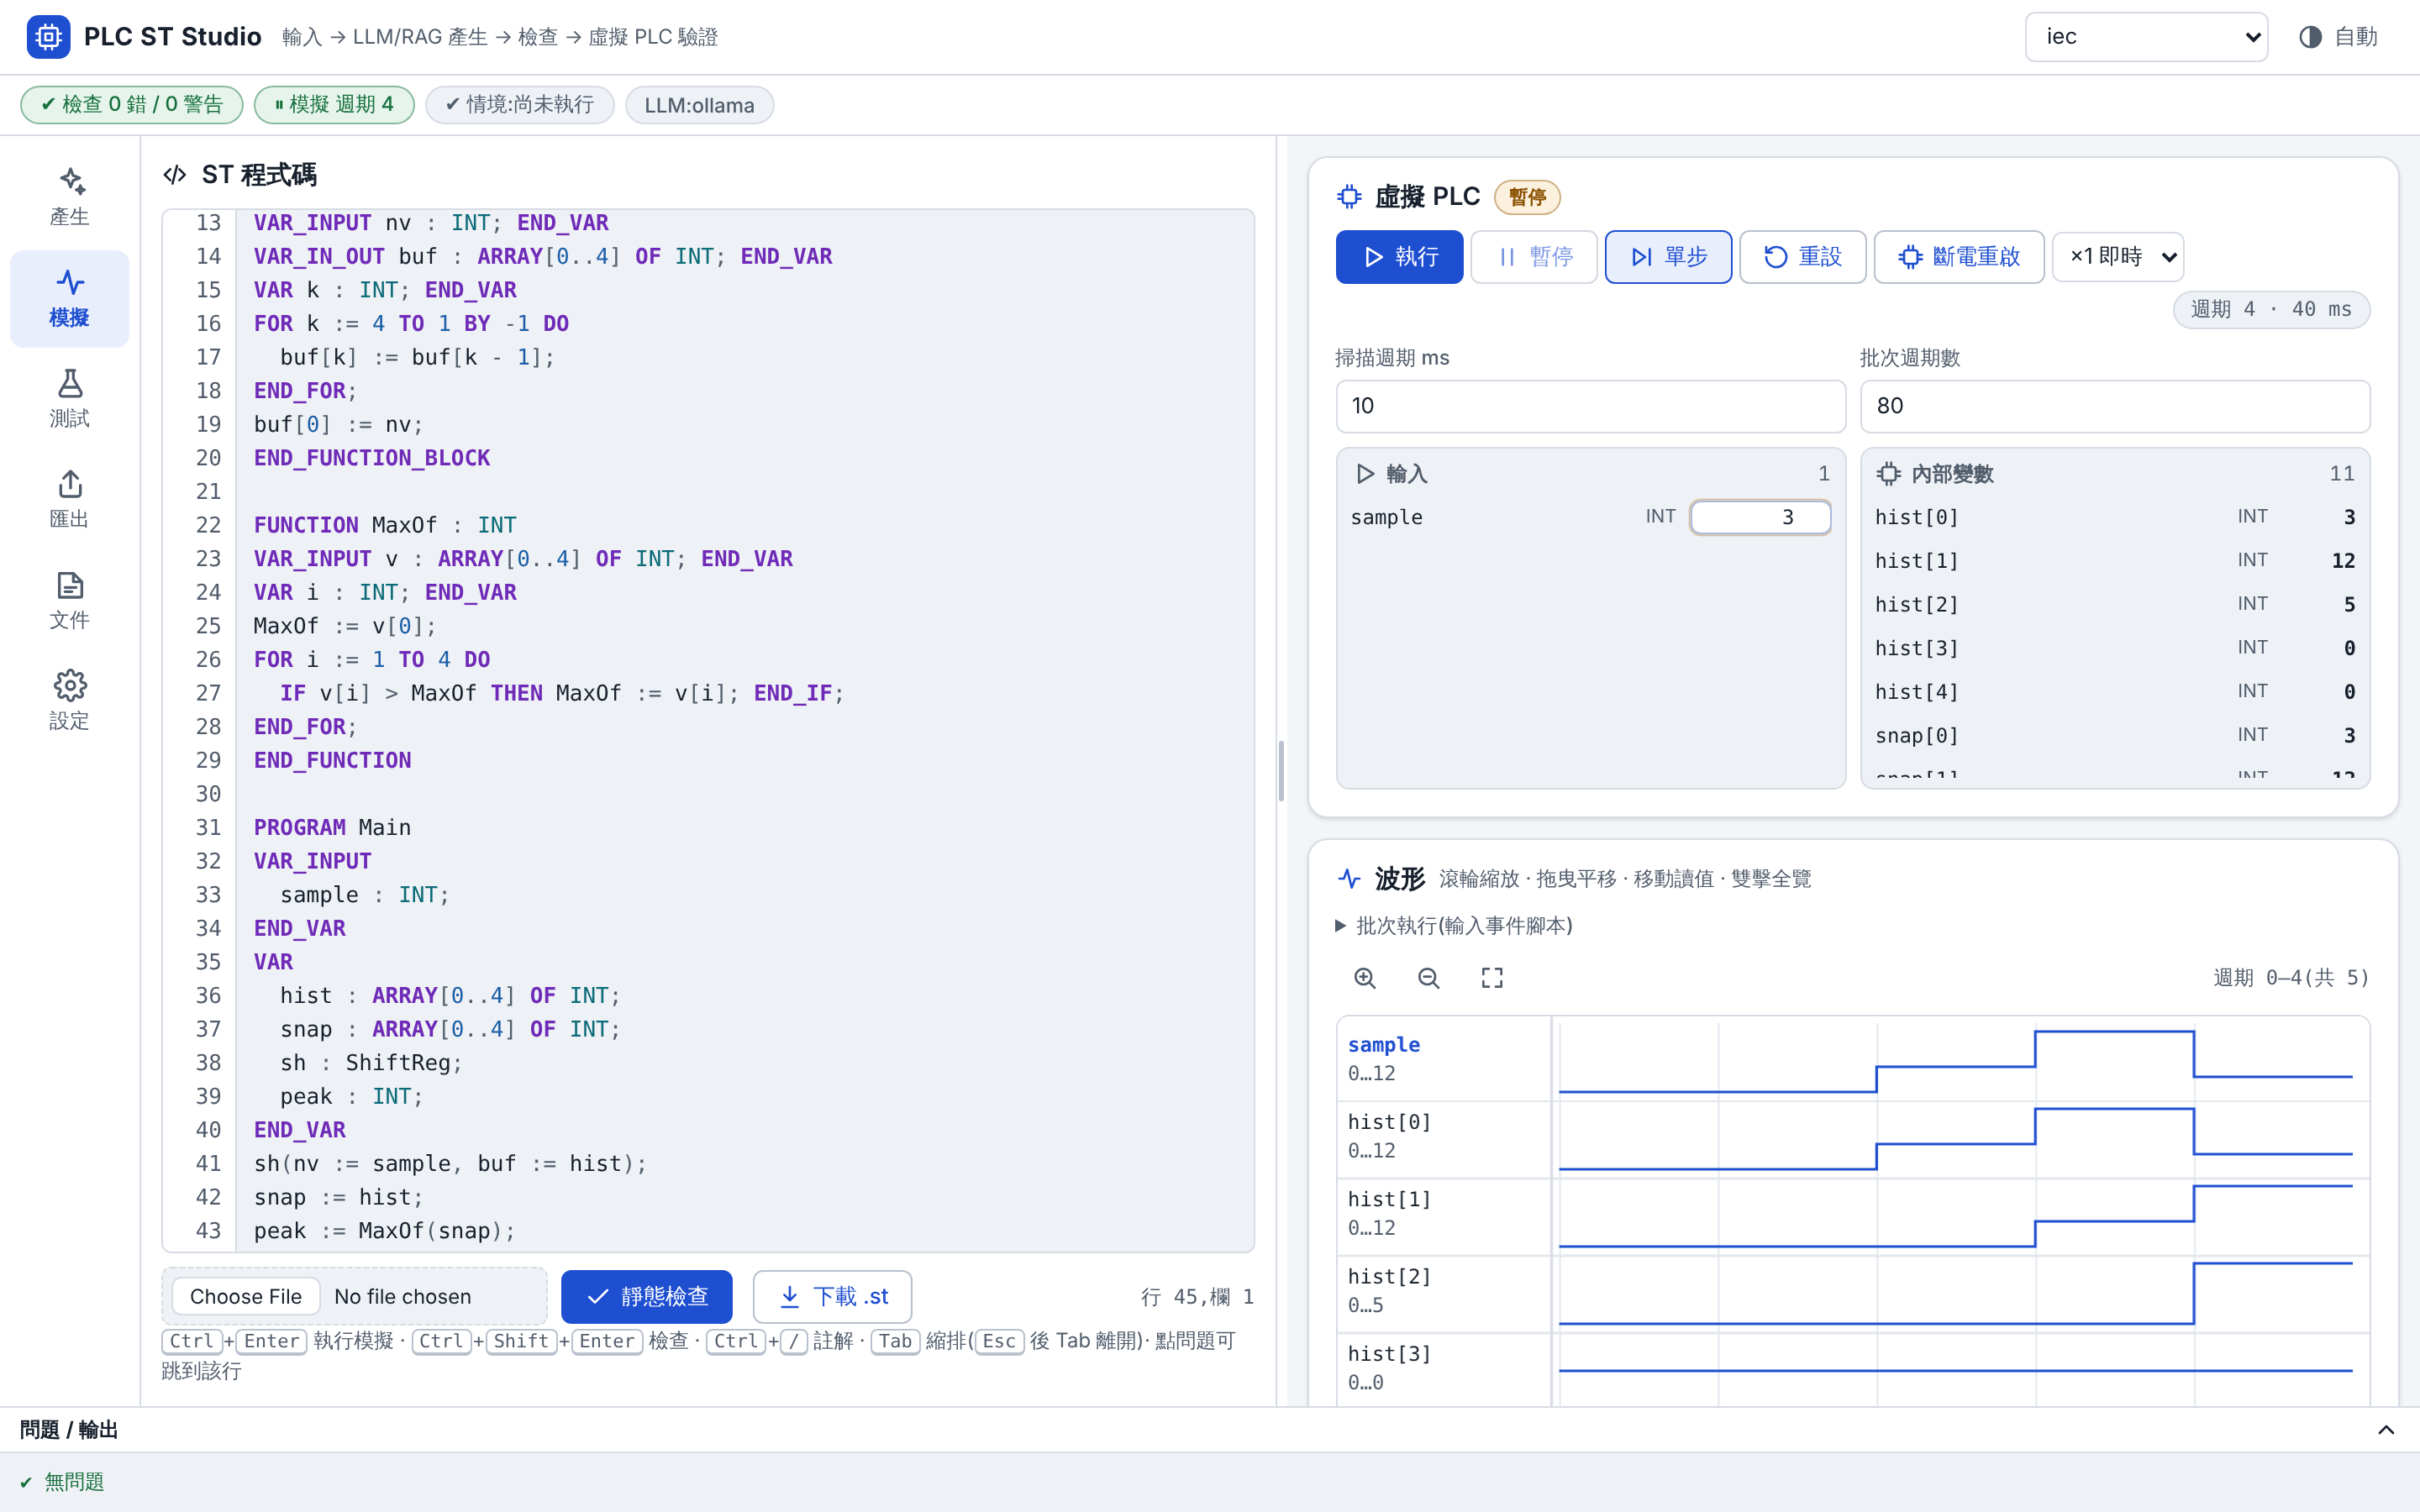 PLC ST Studio 輸入 → LLM/RAG 產生 → 檢查 → 虛擬 PLC 驗證
iec
自動
✔ 檢查 0 錯 / 0 警告
⏸ 模擬 週期 4
✔ 情境:尚未執行
LLM:ollama
產生
模擬
測試
匯出
文件
設定
ST 程式碼
13 VAR_INPUT nv : INT; END_VAR
14 VAR_IN_OUT buf : ARRAY[0..4] OF INT; END_VAR
15 VAR k : INT; END_VAR
16 FOR k := 4 TO 1 BY -1 DO
17   buf[k] := buf[k - 1];
18 END_FOR;
19 buf[0] := nv;
20 END_FUNCTION_BLOCK
21
22 FUNCTION MaxOf : INT
23 VAR_INPUT v : ARRAY[0..4] OF INT; END_VAR
24 VAR i : INT; END_VAR
25 MaxOf := v[0];
26 FOR i := 1 TO 4 DO
27   IF v[i] > MaxOf THEN MaxOf := v[i]; END_IF;
28 END_FOR;
29 END_FUNCTION
30
31 PROGRAM Main
32 VAR_INPUT
33   sample : INT;
34 END_VAR
35 VAR
36   hist : ARRAY[0..4] OF INT;
37   snap : ARRAY[0..4] OF INT;
38   sh : ShiftReg;
39   peak : INT;
40 END_VAR
41 sh(nv := sample, buf := hist);
42 snap := hist;
43 peak := MaxOf(snap);
Choose File No file chosen
靜態檢查
下載 .st
行 45,欄 1
Ctrl+Enter 執行模擬 · Ctrl+Shift+Enter 檢查 · Ctrl+/ 註解 · Tab 縮排(Esc 後 Tab 離開)· 點問題可
跳到該行
虛擬 PLC 暫停
執行
暫停
單步
重設
斷電重啟
×1 即時
週期 4 · 40 ms
掃描週期 ms
10
批次週期數
80
輸入 1
sample INT 3
內部變數 11
hist[0] INT 3
hist[1] INT 12
hist[2] INT 5
hist[3] INT 0
hist[4] INT 0
snap[0] INT 3
snap[1] INT 12
波形 滾輪縮放 · 拖曳平移 · 移動讀值 · 雙擊全覽
▶ 批次執行(輸入事件腳本)
週期 0–4(共 5)
sample
0…12
hist[0]
0…12
hist[1]
0…12
hist[2]
0…5
hist[3]
0…0
問題 / 輸出
✔ 無問題